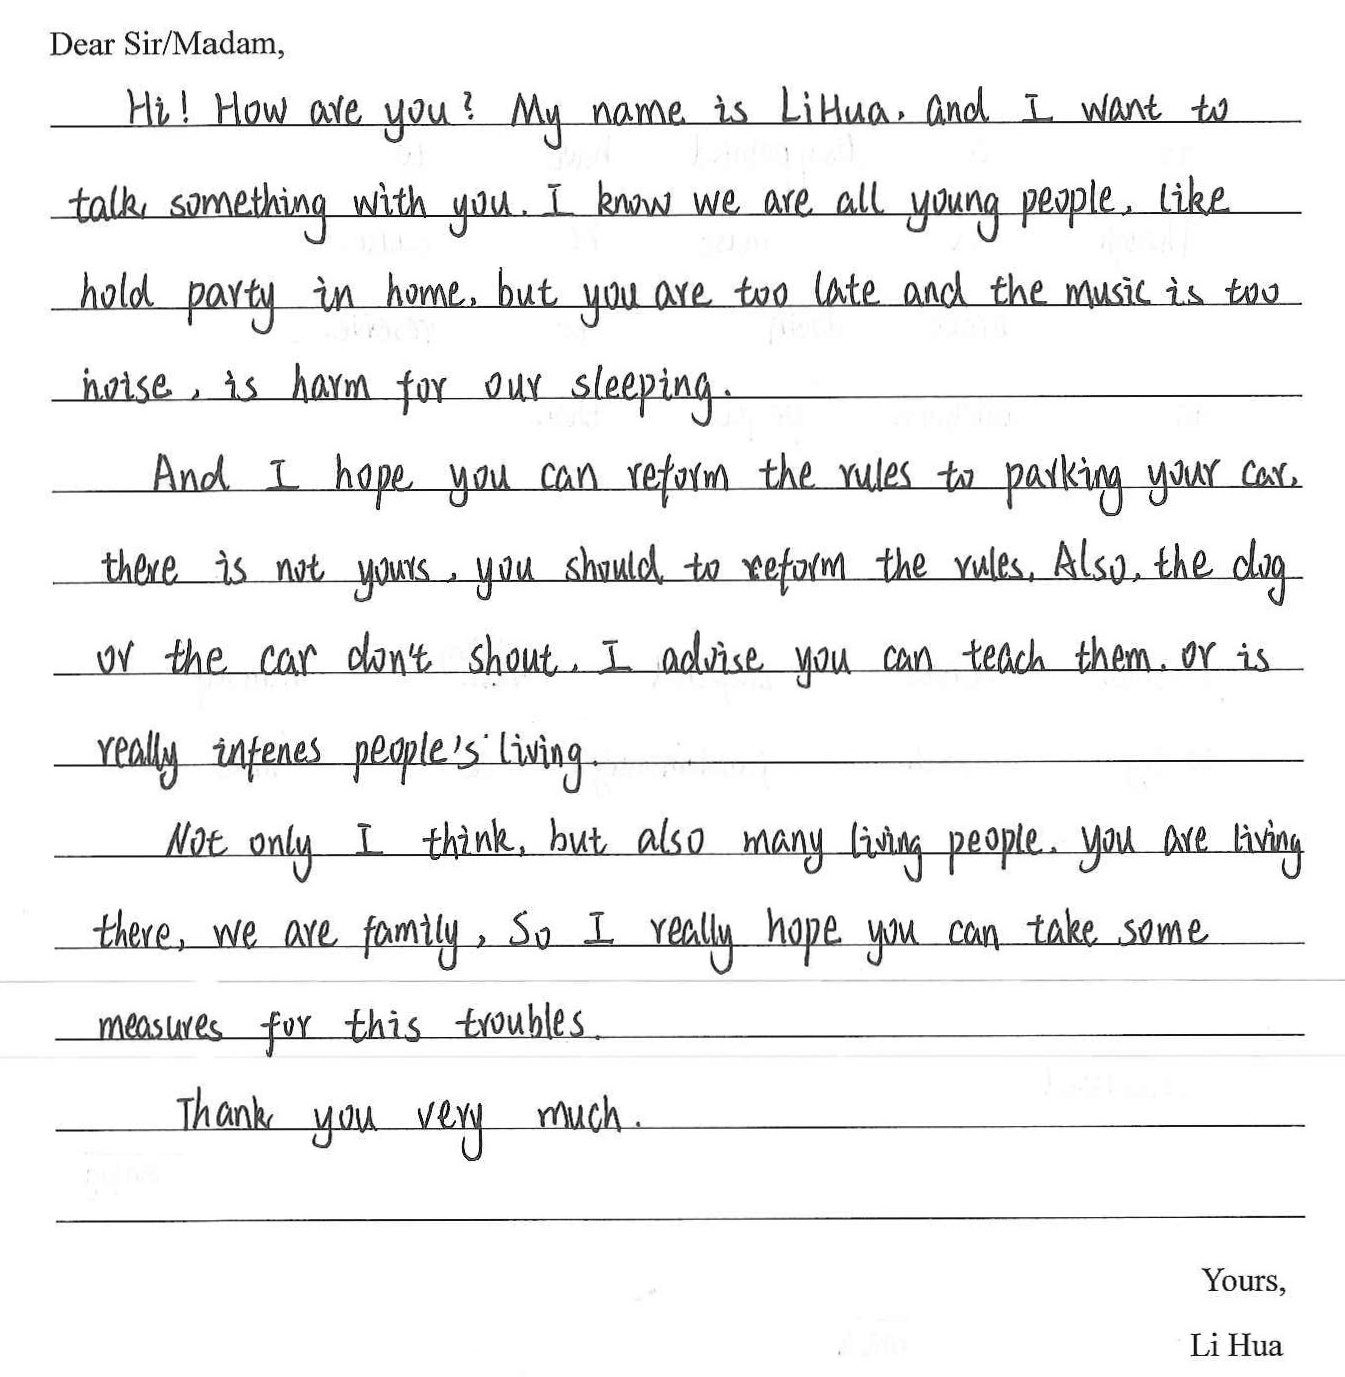 Dear Sir/Madam,
Hi! How are you? My name is LiHua. and I want to
talk something with you. I know we are all young people, like
hold party in home, but you are too late and the music is too
noise, is harm for our sleeping.
And I hope you can reform the rules to parking your car,
there is not yours, you should to reform the rules. Also, the dog
or the car don't shout. I advise you can teach them. or is
really infenes people's living.
Not only I think, but also many living people. you are living
there, we are family, So I really hope you can take some
measures for this troubles.
Thank you very much.
Yours,
Li Hua